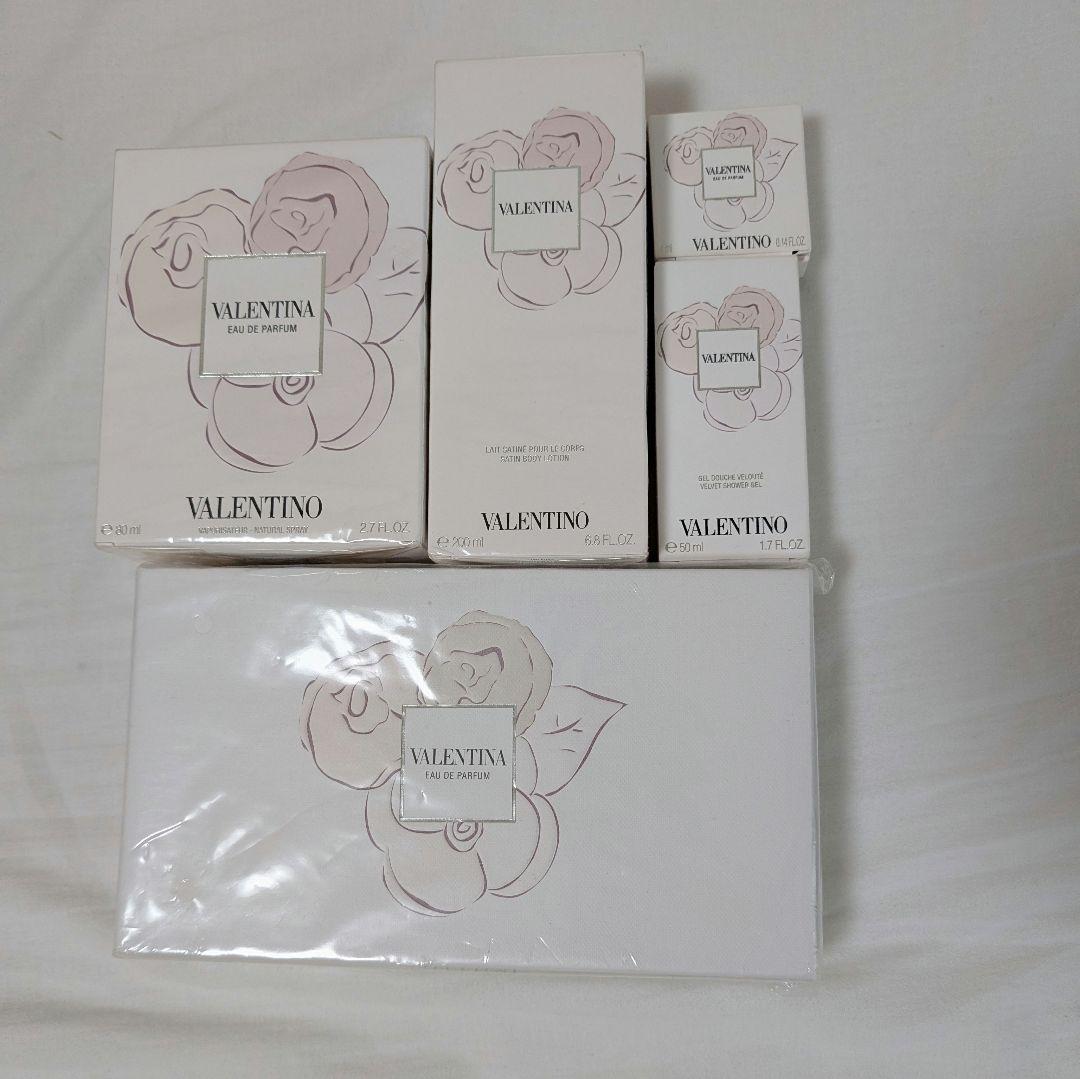 VALENTINA
EAU DE PARFUM
VALENTINO
VAPORISATEUR - NATURAL SPRAY
e 80 ml
2.7 FL.OZ.
VALENTINA
LAIT SATINÉ POUR LE CORPS
SATIN BODY LOTION
VALENTINO
e 200 ml
6.8 FL.OZ.
VALENTINA
EAU DE PARFUM
ml
VALENTINO
0.14 FL.OZ.
VALENTINA
GEL DOUCHE VELOUTÉ
VELVET SHOWER GEL
VALENTINO
e 50 ml
1.7 FL.OZ.
VALENTINA
EAU DE PARFUM